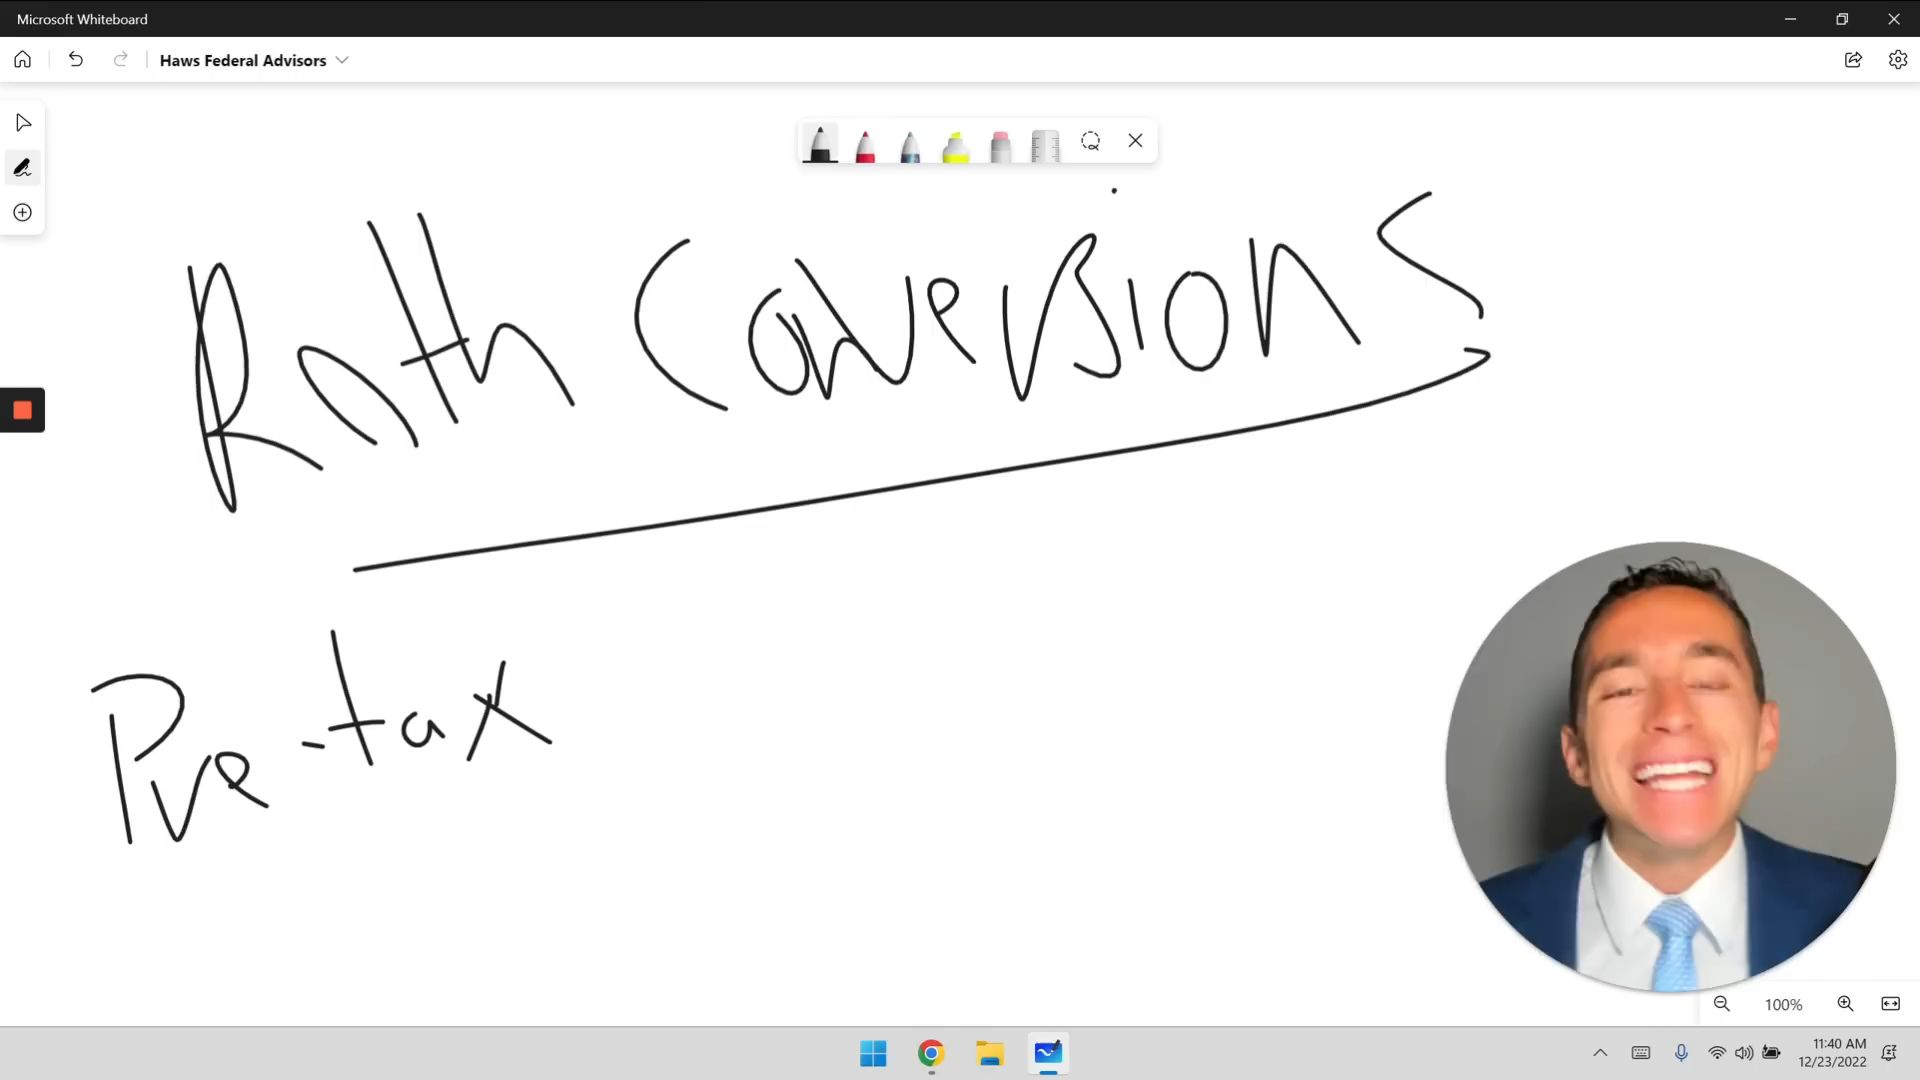 Microsoft Whiteboard
Haws Federal Advisors
Roth Conversions
Pre-tax
100%
11:40 AM
12/23/2022